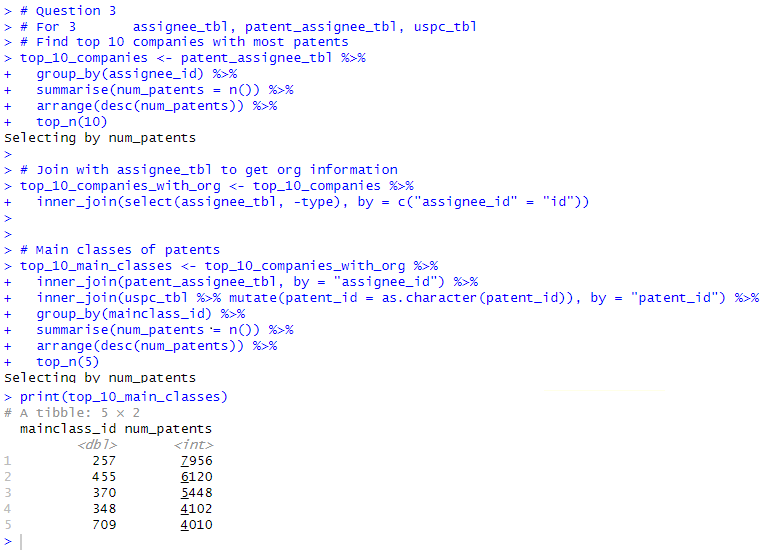 > # Question 3
> # For 3       assignee_tbl, patent_assignee_tbl, uspc_tbl
> # Find top 10 companies with most patents
> top_10_companies <- patent_assignee_tbl %>%
+   group_by(assignee_id) %>%
+   summarise(num_patents = n()) %>%
+   arrange(desc(num_patents)) %>%
+   top_n(10)
Selecting by num_patents
>
> # Join with assignee_tbl to get org information
> top_10_companies_with_org <- top_10_companies %>%
+   inner_join(select(assignee_tbl, -type), by = c("assignee_id" = "id"))
>
>
> # Main classes of patents
> top_10_main_classes <- top_10_companies_with_org %>%
+   inner_join(patent_assignee_tbl, by = "assignee_id") %>%
+   inner_join(uspc_tbl %>% mutate(patent_id = as.character(patent_id)), by = "patent_id") %>%
+   group_by(mainclass_id) %>%
+   summarise(num_patents = n()) %>%
+   arrange(desc(num_patents)) %>%
+   top_n(5)
Selecting by num_patents
> print(top_10_main_classes)
# A tibble: 5 x 2
  mainclass_id num_patents
         <dbl>       <int>
1          257        7956
2          455        6120
3          370        5448
4          348        4102
5          709        4010
>